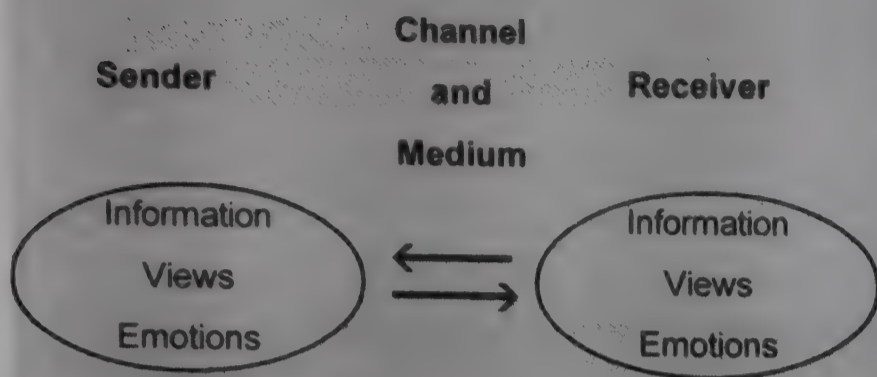 Sender
Channel
and
Medium
Receiver
Information
Views
Emotions
Information
Views
Emotions